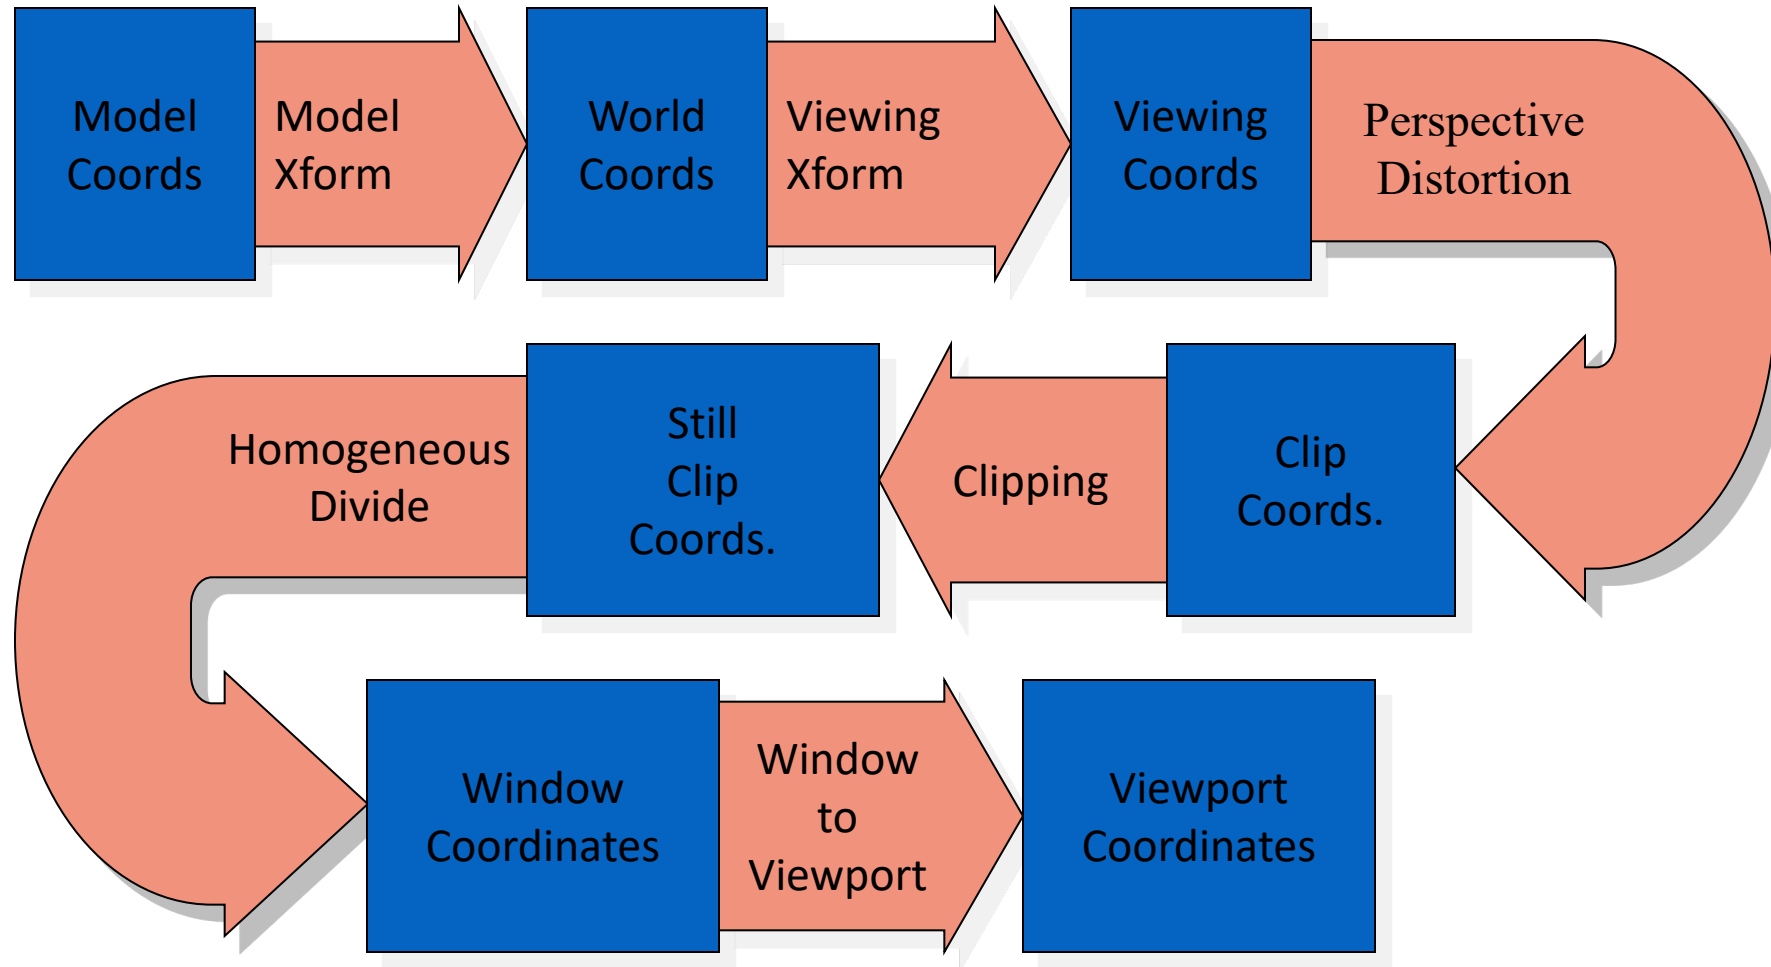 Model
Coords
Model
Xform
World
Coords
Viewing
Xform
Viewing
Coords
Perspective
Distortion
Clip
Coords.
Clipping
Still
Clip
Coords.
Homogeneous
Divide
Window
Coordinates
Window
to
Viewport
Viewport
Coordinates